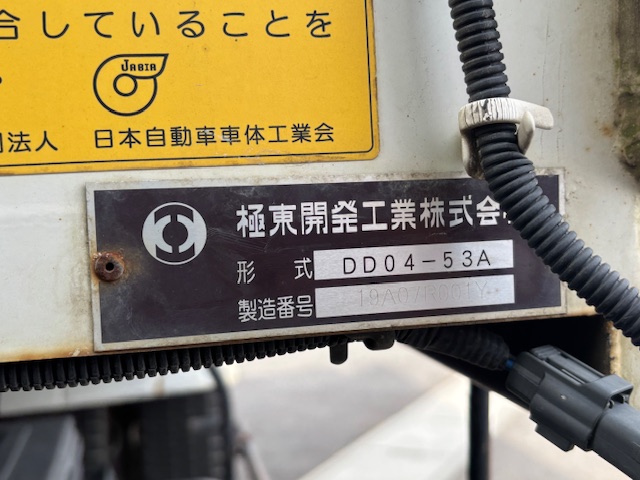 合していることを
JABIA
法人 日本自動車車体工業会
極東開発工業株式会
形式 DD04-53A
製造番号